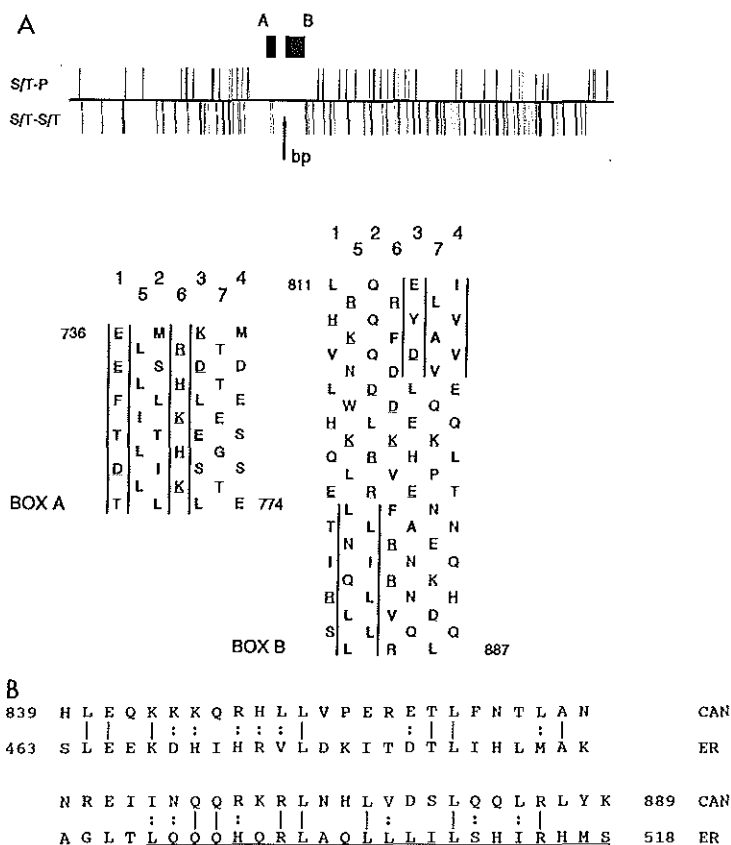 A
A B
S/T-P
S/T-S/T
bp
1 2 3 4
5 6 7
736 E M K M
L R T
E S D D
L H T
F L L E
I K E
T T E S
L H G
D I S S
L K T
BOX A T L L E 774
1 2 3 4
5 6 7
811 L Q E I
R R L
H Q Y V
K F A
V Q D V
N D V
L D L E
W D Q
H L E Q
K K K
Q R H L
L V P
E R E T
L F N
T L A N
N R E
I I N Q
Q R K
R L N H
L V D
S L Q Q
BOX B L R L 887
B
839 H L E Q K K K Q R H L L V P E R E T L F N T L A N CAN
463 S L E E K D H I H R V L D K I T D T L I H L M A K ER
N R E I I N Q Q R K R L N H L V D S L Q Q L R L Y K 889 CAN
A G L T L Q Q Q H Q R L A Q L L L I L S H I R H M S 518 ER